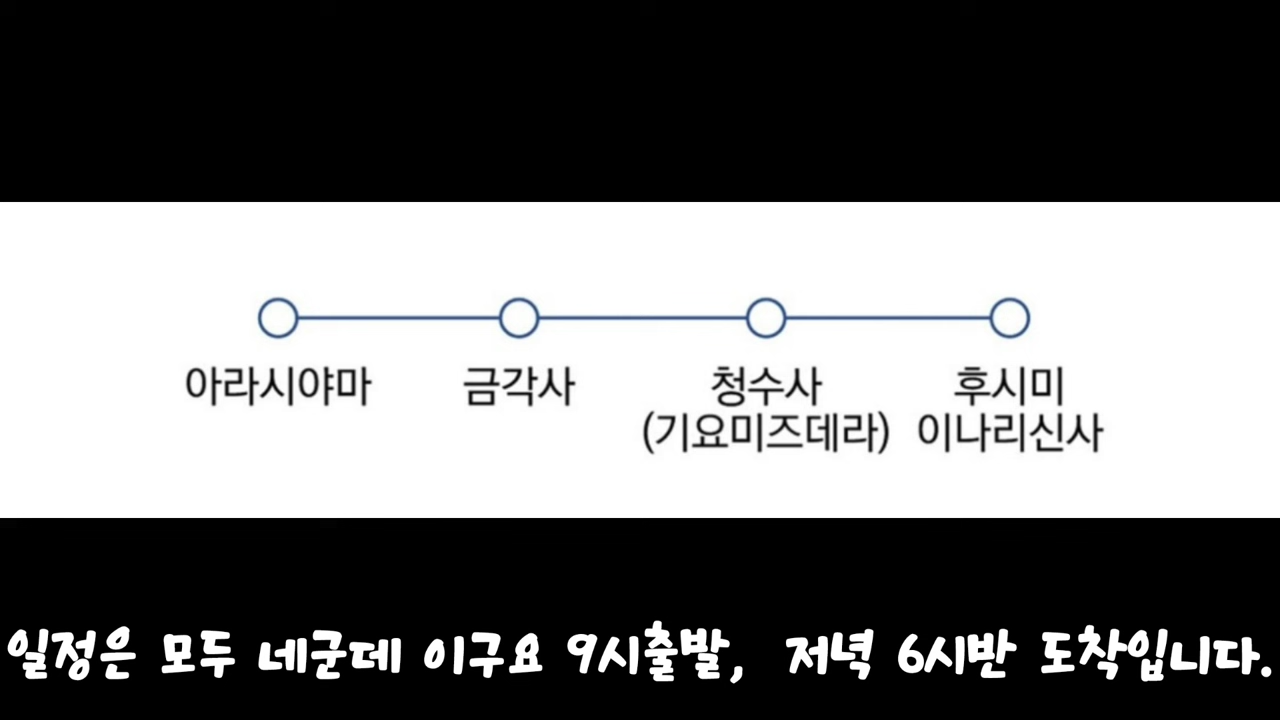 아라시야마 금각사 청수사 후시미
(기요미즈데라) 이나리신사
일정은 모두 네군데 이구요 9시출발, 저녁 6시반 도착입니다.